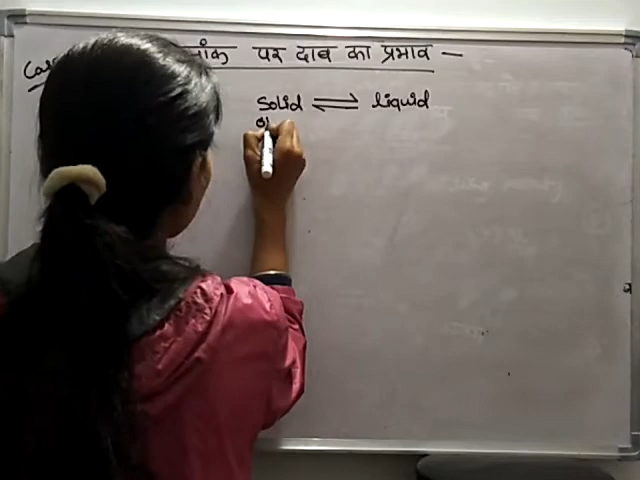 पर दाब का प्रभाव —
Solid ⇌ liquid